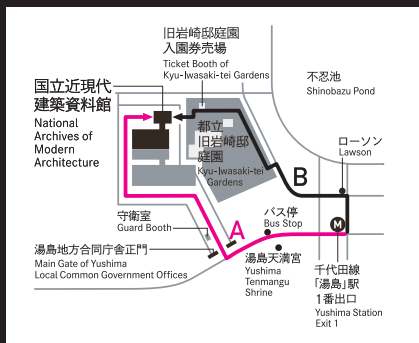 旧岩崎邸庭園
入園券売場
Ticket Booth of
Kyu-Iwasaki-tei Gardens
不忍池
Shinobazu Pond
国立近現代
建築資料館
National
Archives of
Modern
Architecture
都立
旧岩崎邸
庭園
Kyu-Iwasaki-tei
Gardens
ローソン
Lawson
B
守衛室
Guard Booth
A
バス停
Bus Stop
M
湯島地方合同庁舎正門
Main Gate of Yushima
Local Common Government Offices
湯島天満宮
Yushima
Tenmangu
Shrine
千代田線
「湯島」駅
1番出口
Yushima Station
Exit 1